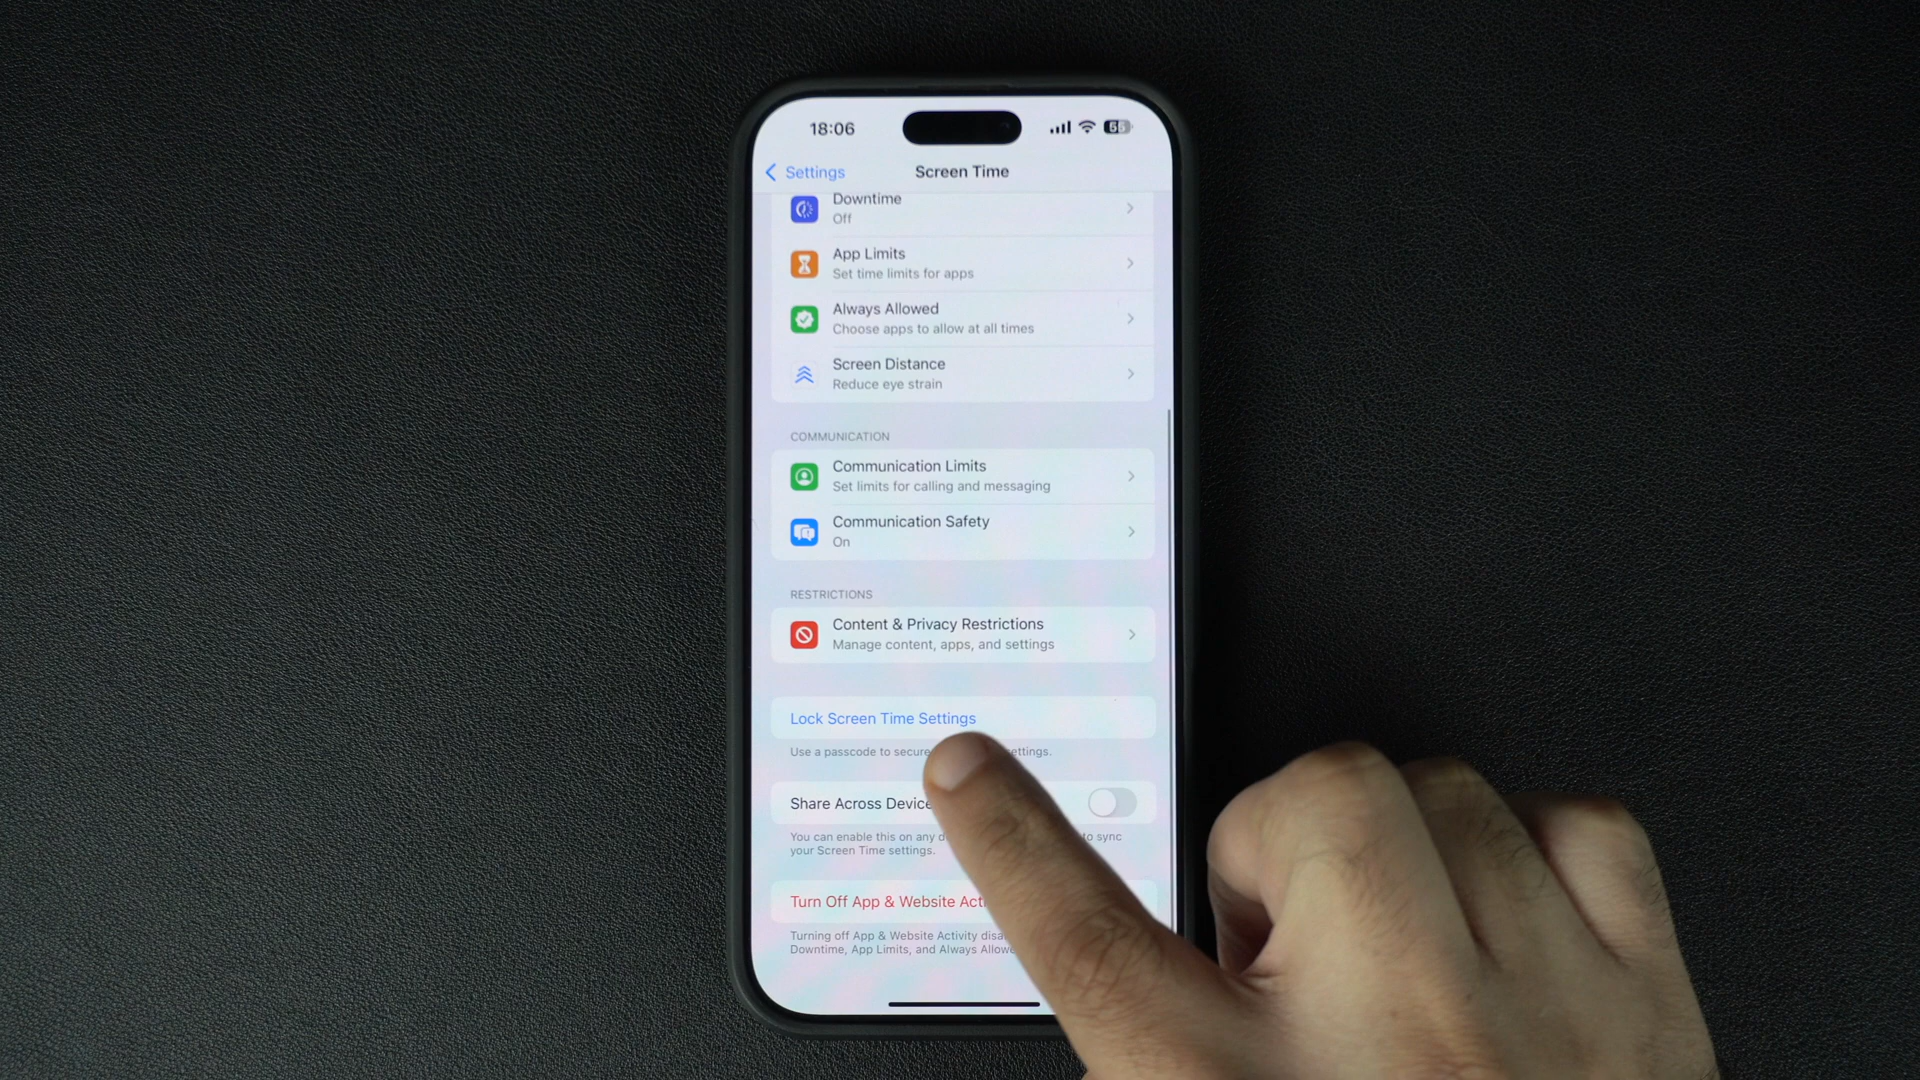 18:06
55
Settings
Screen Time
Downtime
Off
App Limits
Set time limits for apps
Always Allowed
Choose apps to allow at all times
Screen Distance
Reduce eye strain
COMMUNICATION
Communication Limits
Set limits for calling and messaging
Communication Safety
On
RESTRICTIONS
Content & Privacy Restrictions
Manage content, apps, and settings
Lock Screen Time Settings
Use a passcode to secure ettings.
Share Across Device
You can enable this on any d to sync
your Screen Time settings.
Turn Off App & Website Acti
Turning off App & Website Activity disa
Downtime, App Limits, and Always Allowe